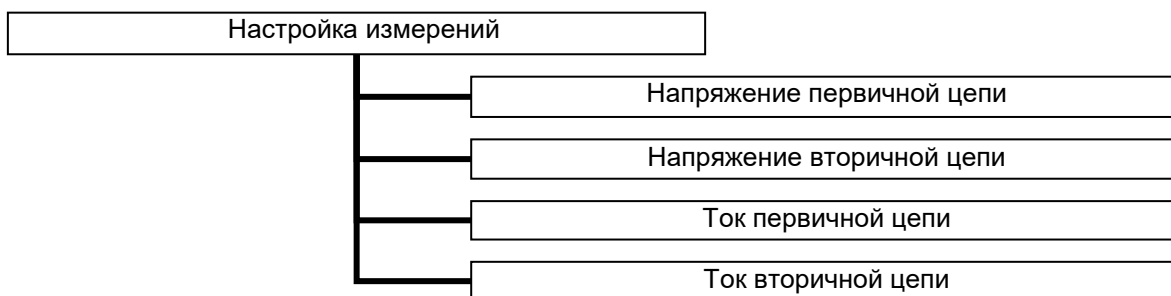 Настройка измерений
Напряжение первичной цепи
Напряжение вторичной цепи
Ток первичной цепи
Ток вторичной цепи